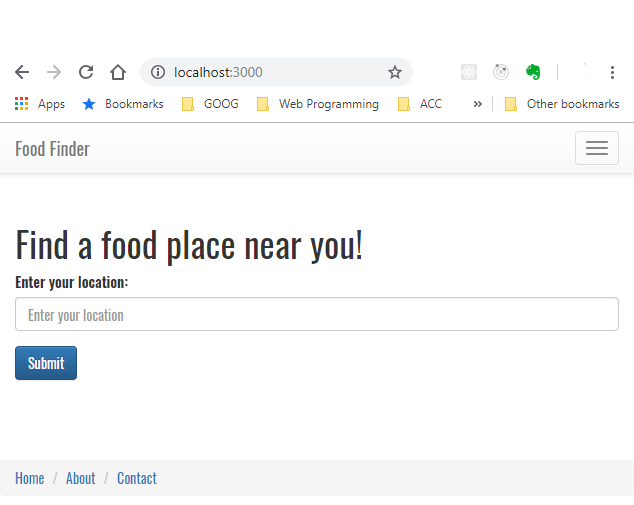 localhost:3000
Apps Bookmarks GOOG Web Programming ACC » Other bookmarks
Food Finder
Find a food place near you!
Enter your location:
Enter your location
Submit
Home / About / Contact